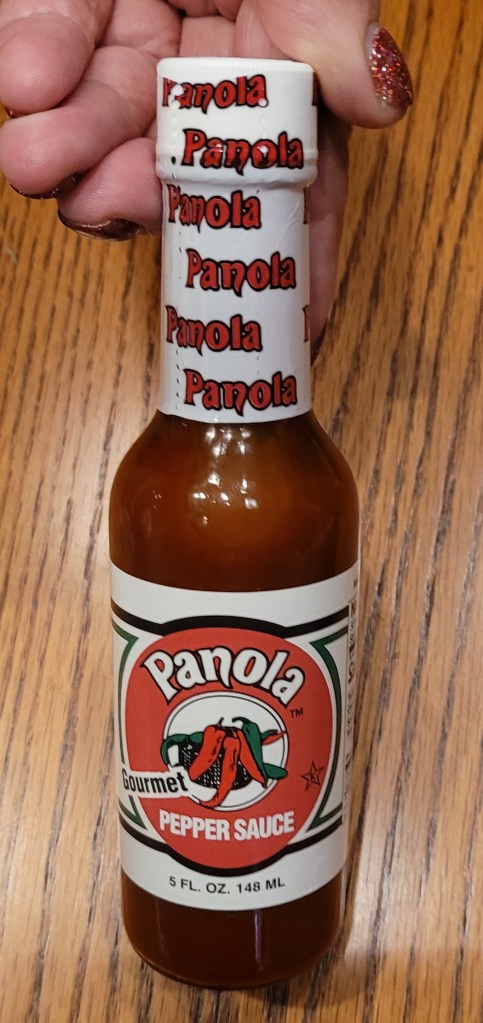 Panola
Panola
Panola
Panola
Panola
Panola
Panola
TM
Gourmet
K
PEPPER SAUCE
5 FL. OZ. 148 ML